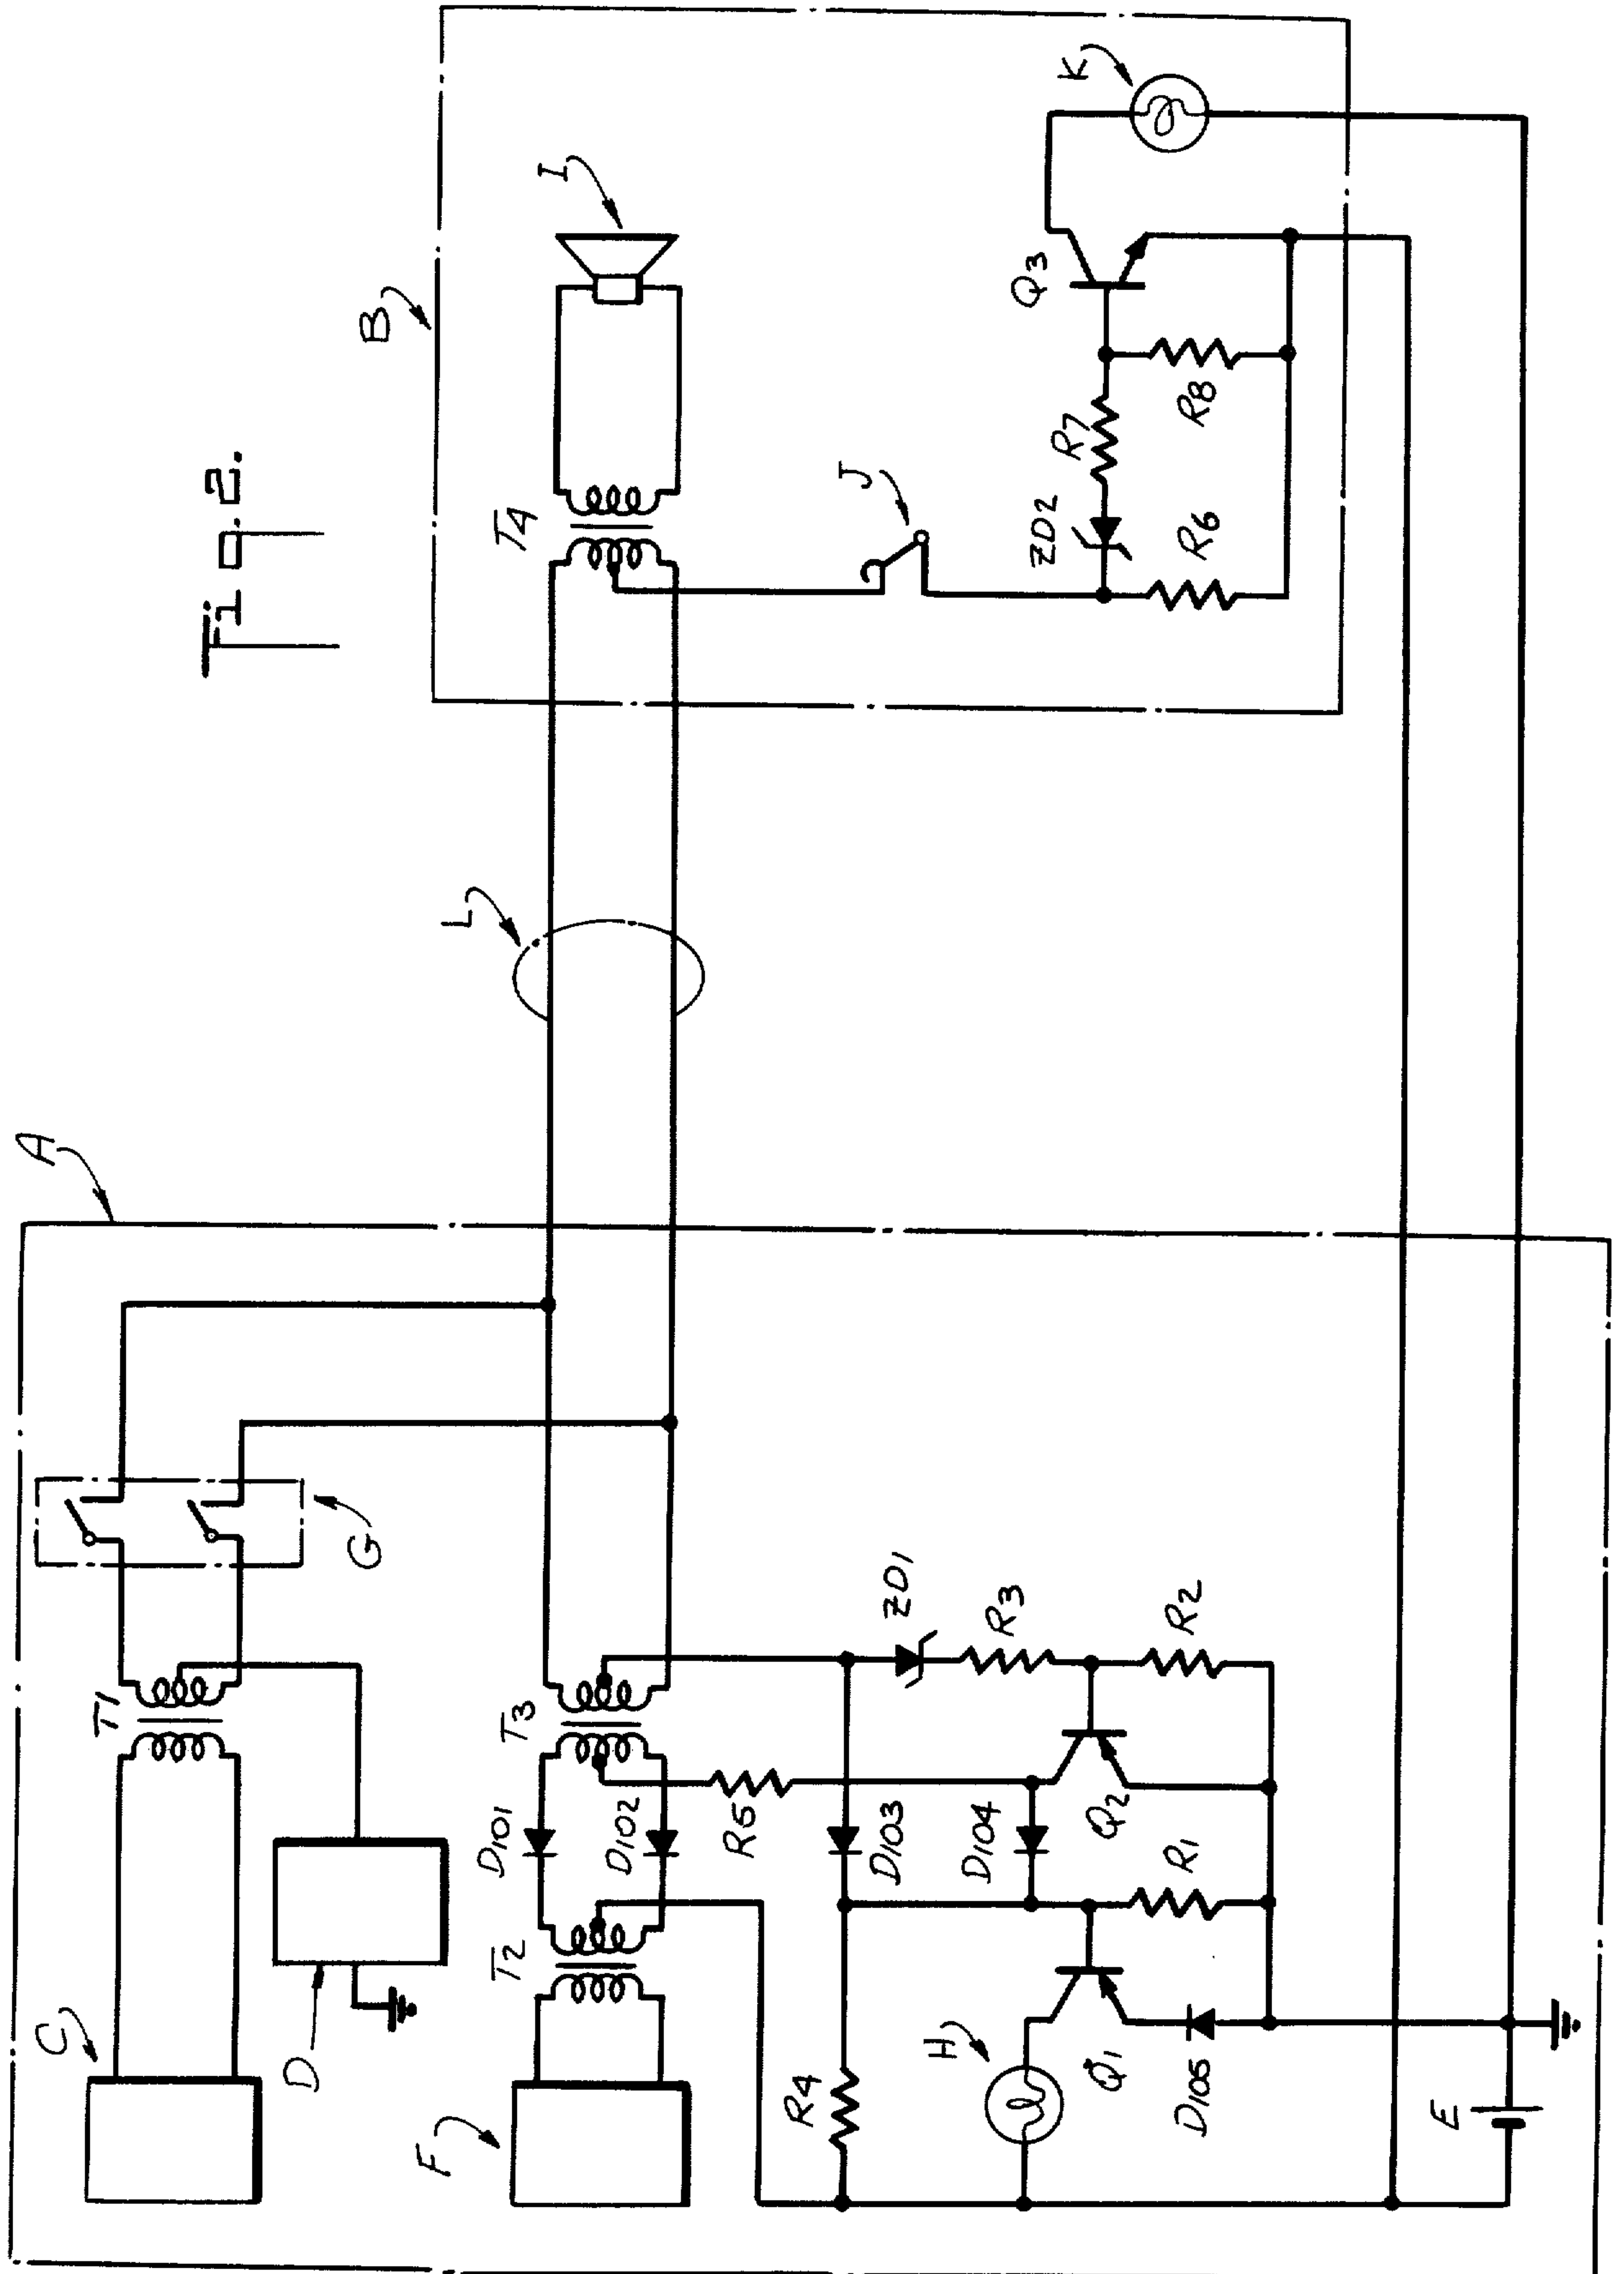 Fig. 2.
A
B
C
D
E
F
G
H
I
J
K
L
T1
T2
T3
T4
D101
D102
D103
D104
D105
ZD1
ZD2
R1
R2
R3
R4
R5
R6
R7
R8
Q1
Q2
Q3